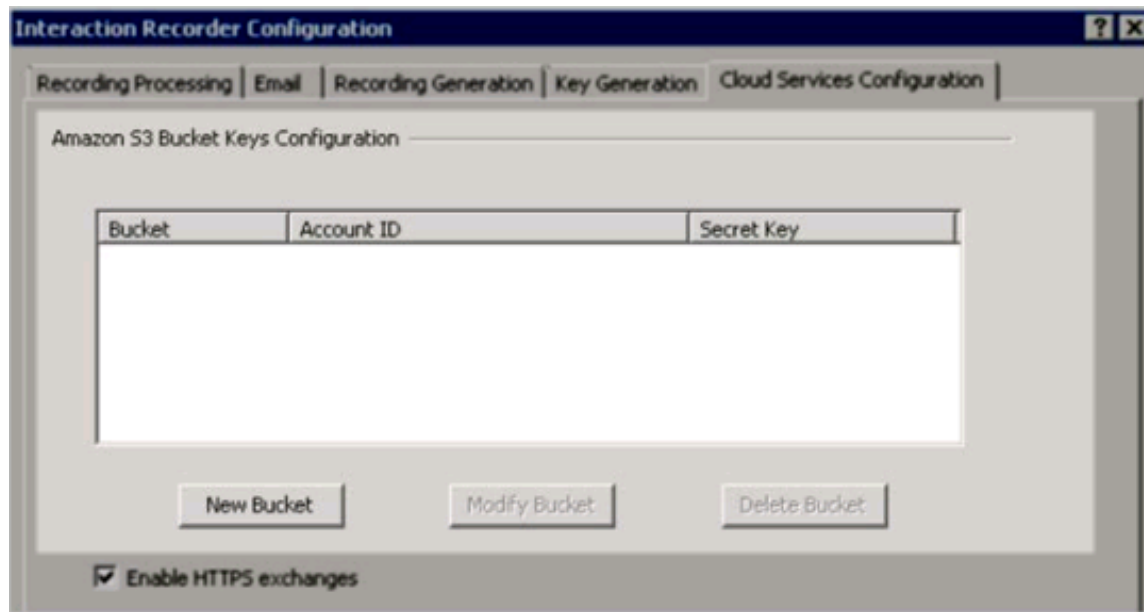 Interaction Recorder Configuration
Recording Processing Email Recording Generation Key Generation Cloud Services Configuration
Amazon S3 Bucket Keys Configuration
Bucket Account ID Secret Key
New Bucket Modify Bucket Delete Bucket
Enable HTTPS exchanges